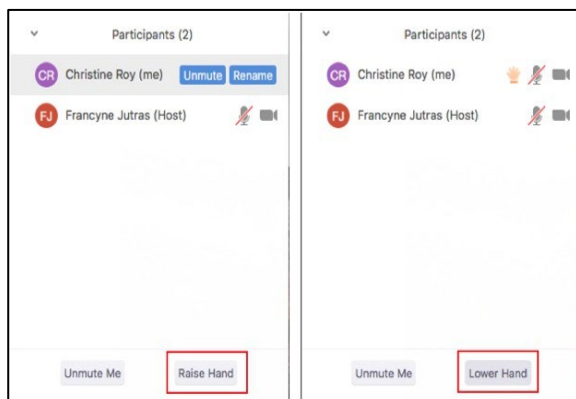 Participants (2)
CR Christine Roy (me) Unmute Rename
FJ Francyne Jutras (Host)
Unmute Me Raise Hand
Participants (2)
CR Christine Roy (me)
FJ Francyne Jutras (Host)
Unmute Me Lower Hand